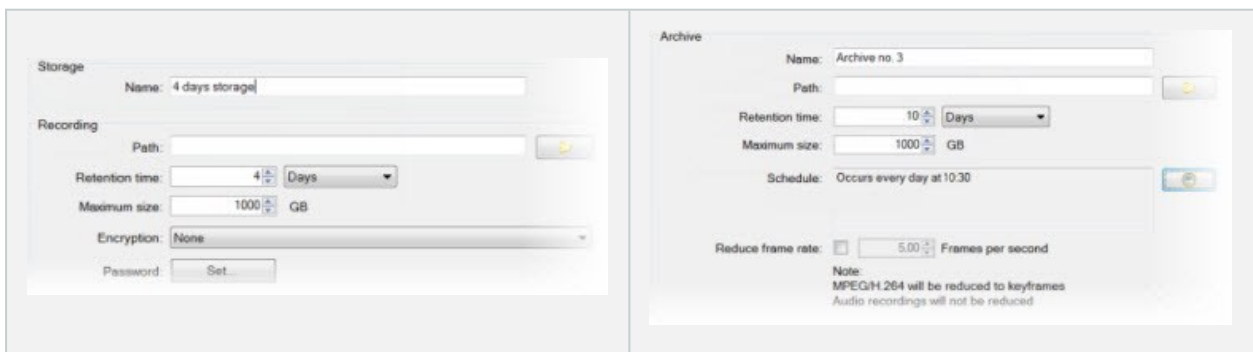 Storage
Name: 4 days storage
Recording
Path:
Retention time: 4 Days
Maximum size: 1000 GB
Encryption: None
Password: Set...
Archive
Name: Archive no. 3
Path:
Retention time: 10 Days
Maximum size: 1000 GB
Schedule: Occurs every day at 10:30
Reduce frame rate: 5.00 Frames per second
Note:
MPEG/H.264 will be reduced to keyframes
Audio recordings will not be reduced